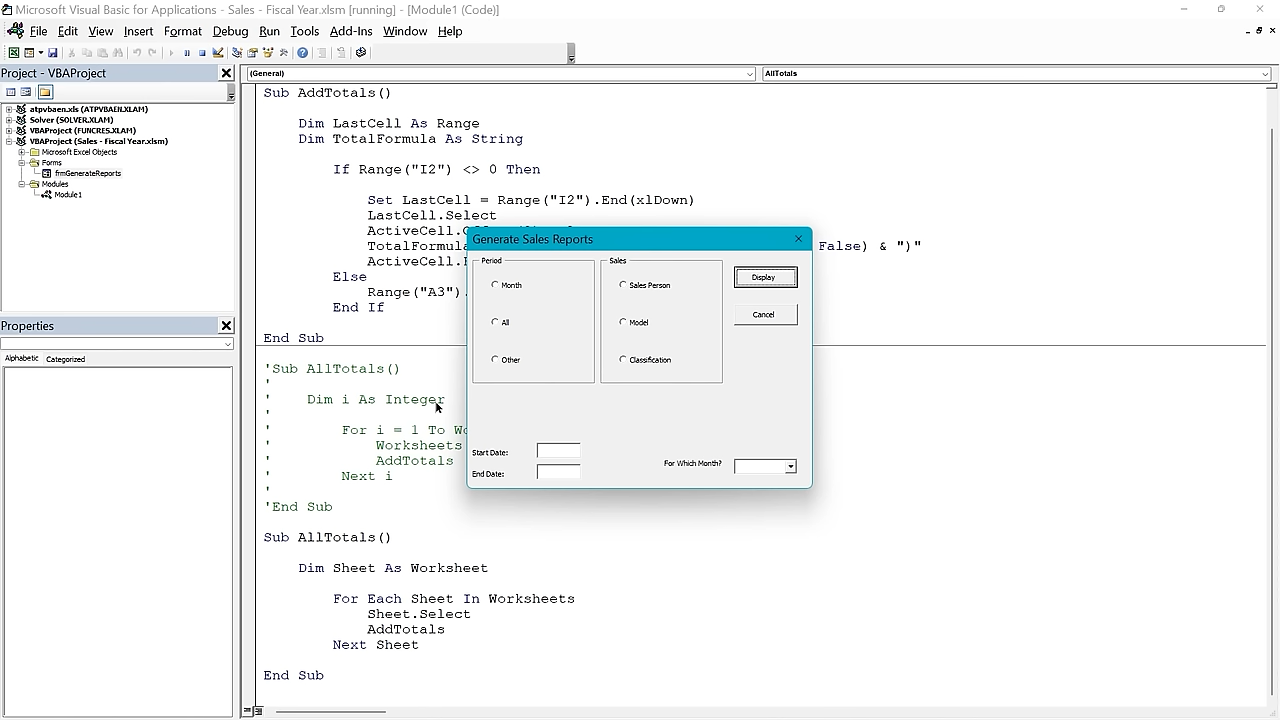 Microsoft Visual Basic for Applications - Sales - Fiscal Year.xlsm [running] - [Module1 (Code)]
File Edit View Insert Format Debug Run Tools Add-Ins Window Help
Project - VBAProject
atpvbaen.xls (ATPVBAEN.XLAM)
Solver (SOLVER.XLAM)
VBAProject (FUNCRES.XLAM)
VBAProject (Sales - Fiscal Year.xlsm)
Microsoft Excel Objects
Forms
frmGenerateReports
Modules
Module1
Properties
Alphabetic Categorized
(General) AllTotals
Sub AddTotals()
Dim LastCell As Range
Dim TotalFormula As String
If Range("I2") <> 0 Then
Set LastCell = Range("I2").End(xlDown)
LastCell.Select
ActiveCell.
TotalFormula False) & ")"
ActiveCell.
Else
Range("A3").
End If
End Sub
'Sub AllTotals()
'
' Dim i As Integer
'
' For i = 1 To
' Worksheets
' AddTotals
' Next i
'
'End Sub
Sub AllTotals()
Dim Sheet As Worksheet
For Each Sheet In Worksheets
Sheet.Select
AddTotals
Next Sheet
End Sub
Generate Sales Reports
Period
Month
All
Other
Sales
Sales Person
Model
Classification
Display
Cancel
Start Date:
End Date:
For Which Month?